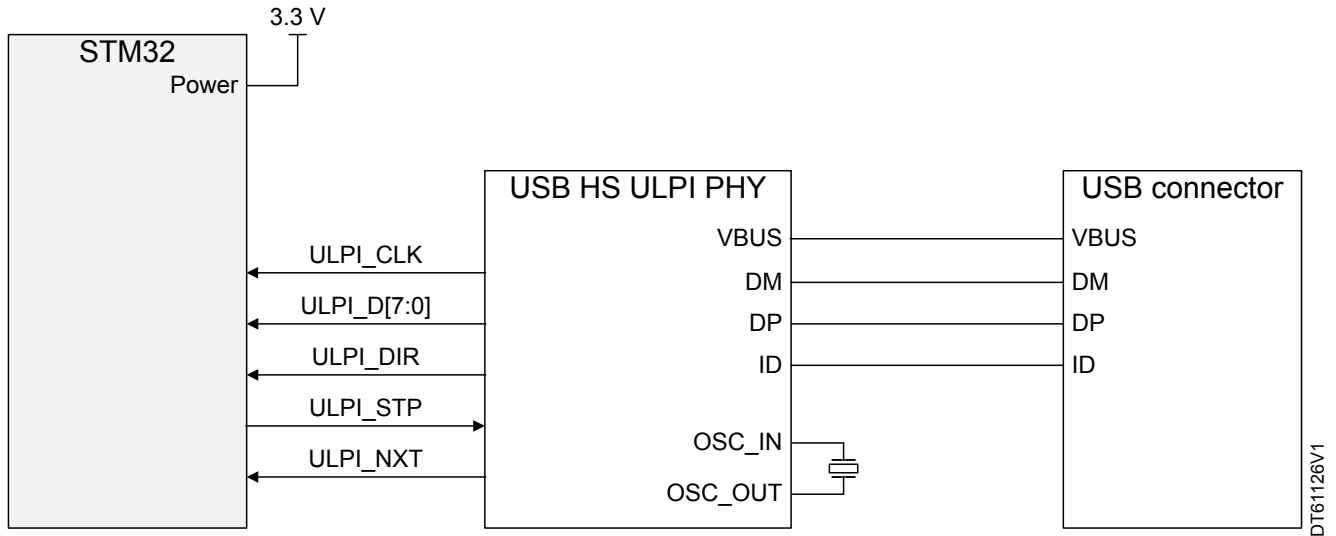 3.3 V
STM32
Power
USB HS ULPI PHY
USB connector
VBUS
VBUS
ULPI_CLK
DM
DM
ULPI_D[7:0]
DP
DP
ULPI_DIR
ID
ID
ULPI_STP
OSC_IN
ULPI_NXT
OSC_OUT
DT61126V1